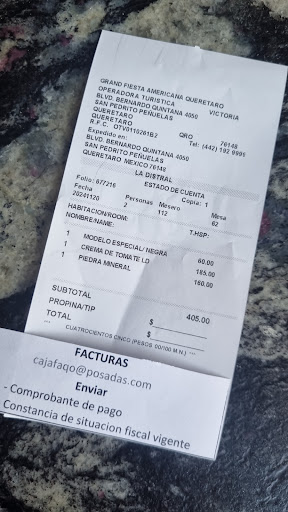 GRAND FIESTA AMERICANA QUERETARO
OPERADORA TURISTICA VICTORIA
BLVD. BERNARDO QUINTANA 4050
SAN PEDRITO PEÑUELAS
QUERETARO QRO 76148
QUERETARO Tel: (442) 192 9999
R.F.C. OTV0110261B2
Expedido en:
BLVD. BERNARDO QUINTANA 4050
SAN PEDRITO PEÑUELAS
QUERETARO MEXICO 76148
LA DISTRAL
ESTADO DE CUENTA
Folio: 677216 Copia: 1
Fecha Personas Mesero Mesa
20241120 2 112 62
HABITACION/ROOM:
NOMBRE/NAME: T.HSP:
1 MODELO ESPECIAL/ NEGRA 60.00
1 CREMA DE TOMATE LD 185.00
1 PIEDRA MINERAL 160.00
SUBTOTAL 405.00
PROPINA/TIP $
TOTAL $
*** CUATROCIENTOS CINCO (PESOS 00/100 M.N.) ***
FACTURAS
cajafaqo@posadas.com
Enviar
- Comprobante de pago
Constancia de situacion fiscal vigente